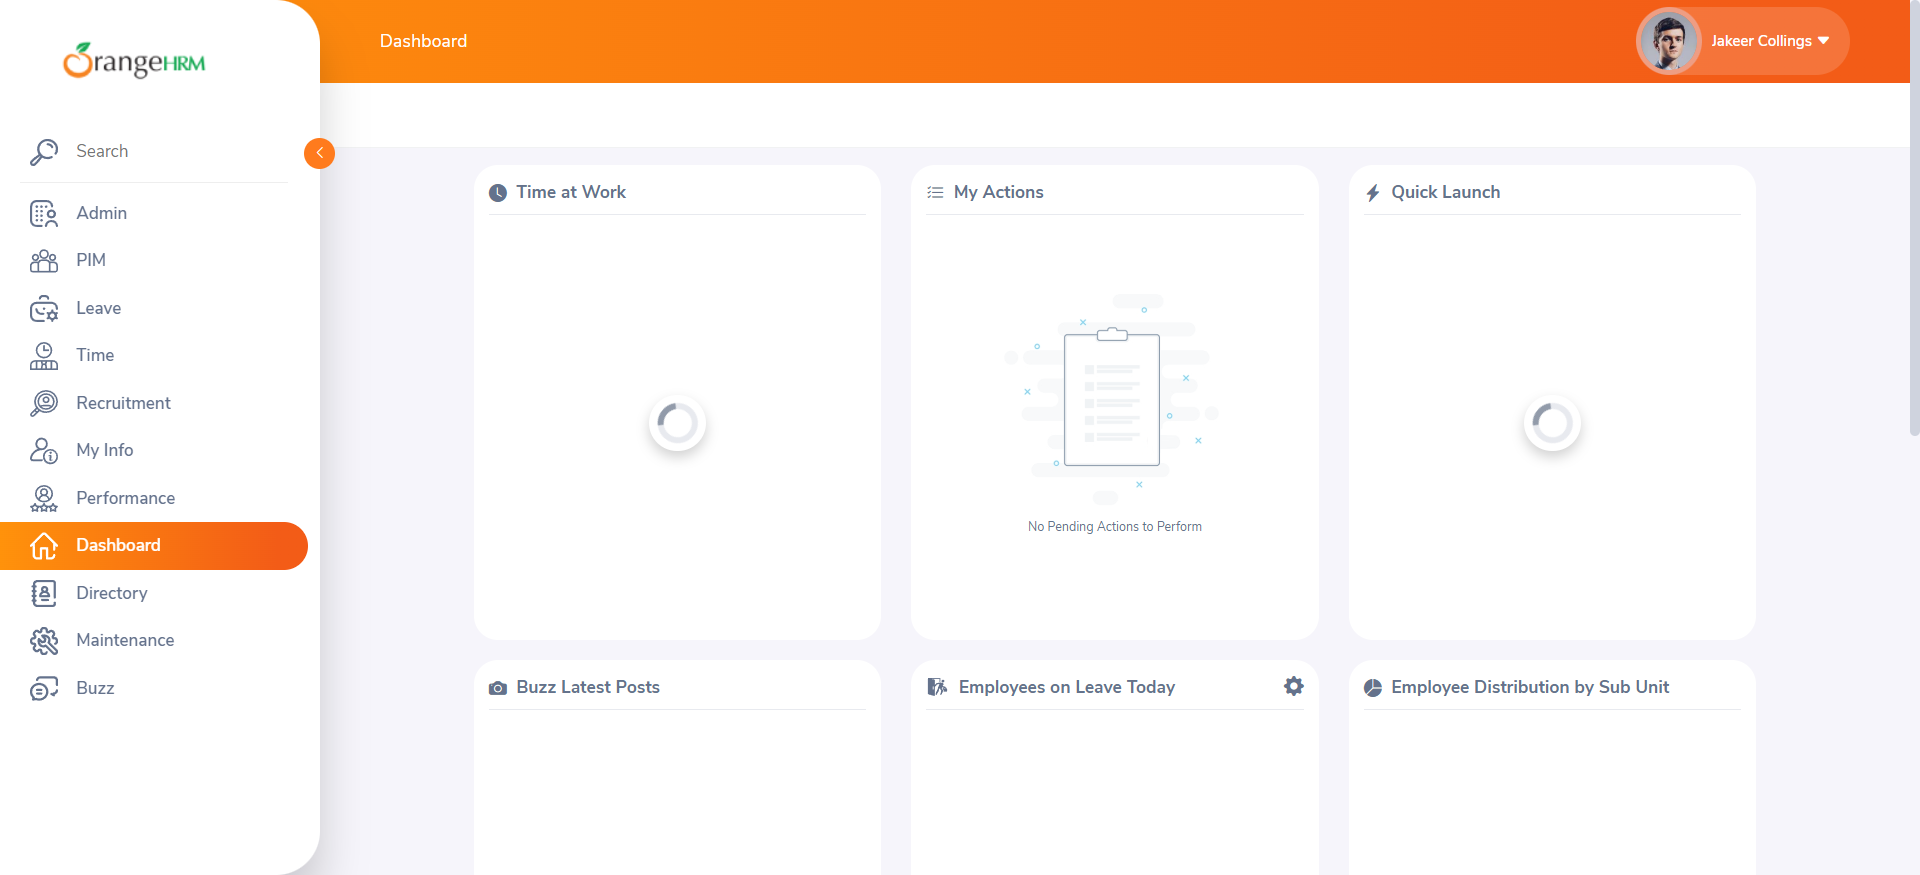 OrangeHRM
Dashboard
Jakeer Collings
Search
Admin
PIM
Leave
Time
Recruitment
My Info
Performance
Dashboard
Directory
Maintenance
Buzz
Time at Work
My Actions
No Pending Actions to Perform
Quick Launch
Buzz Latest Posts
Employees on Leave Today
Employee Distribution by Sub Unit